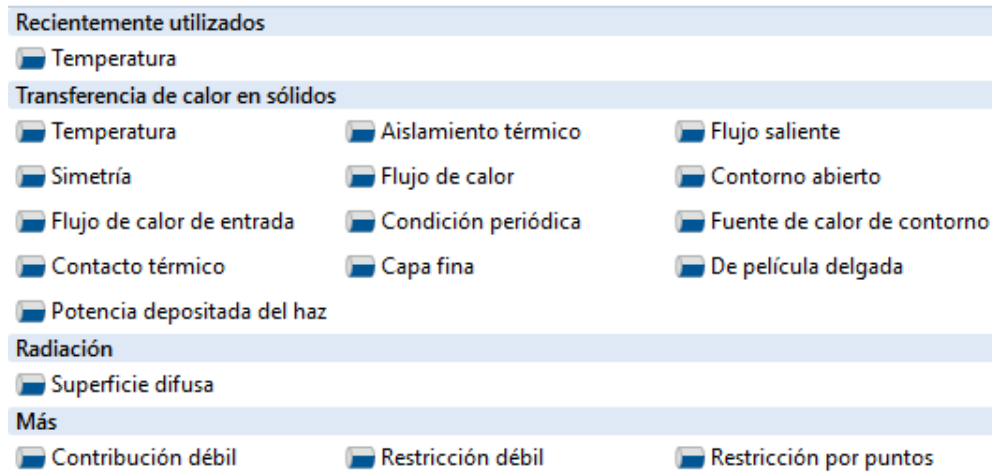 Recientemente utilizados
Temperatura
Transferencia de calor en sólidos
Temperatura Aislamiento térmico Flujo saliente
Simetría Flujo de calor Contorno abierto
Flujo de calor de entrada Condición periódica Fuente de calor de contorno
Contacto térmico Capa fina De película delgada
Potencia depositada del haz
Radiación
Superficie difusa
Más
Contribución débil Restricción débil Restricción por puntos